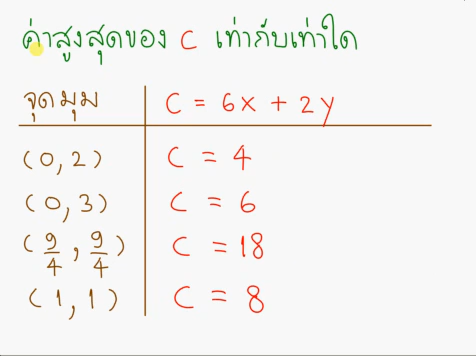 ค่าสูงสุดของ C เท่ากับเท่าใด
จุดมุม C = 6x + 2y
(0, 2) C = 4
(0, 3) C = 6
(9/4, 9/4) C = 18
(1, 1) C = 8